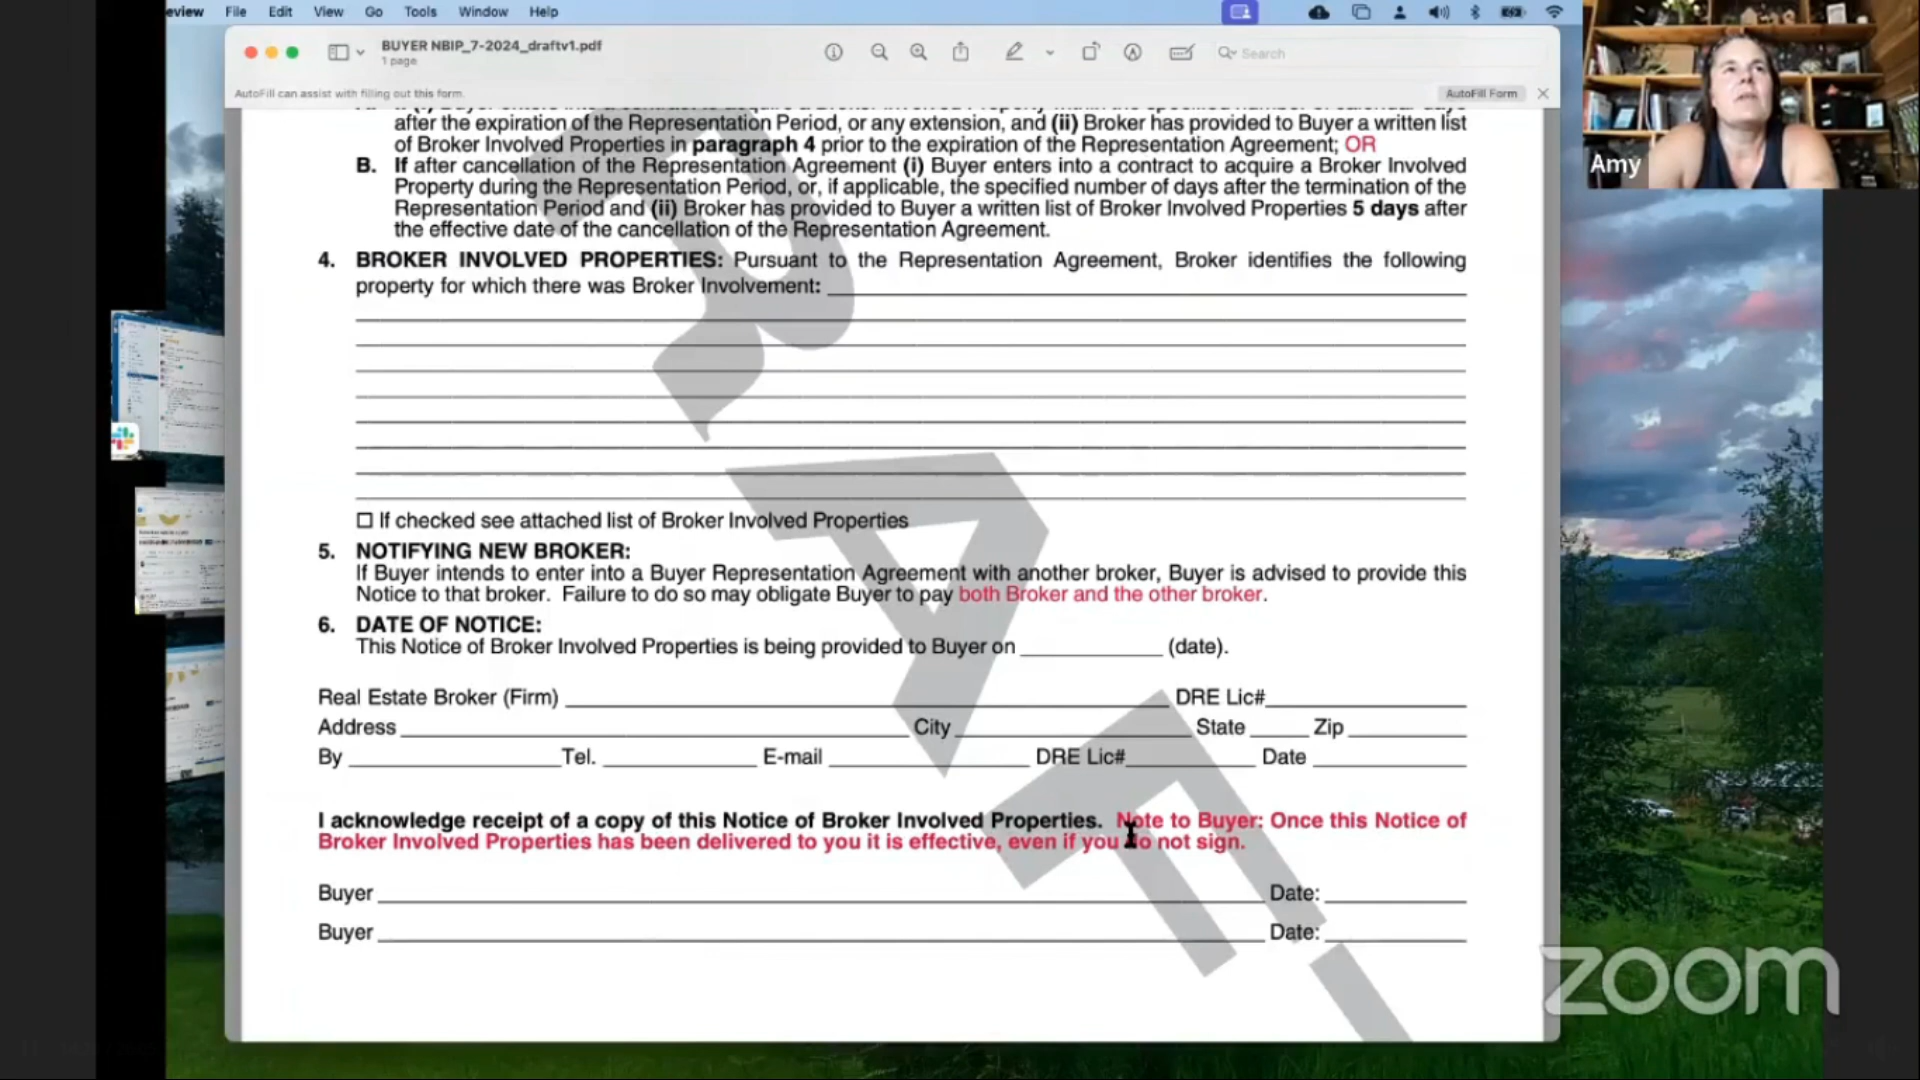 eview File Edit View Go Tools Window Help
BUYER NBIP_7-2024_draftv1.pdf
1 page
Search
AutoFill can assist with filling out this form.
AutoFill Form
Amy
after the expiration of the Representation Period, or any extension, and (ii) Broker has provided to Buyer a written list
of Broker Involved Properties in paragraph 4 prior to the expiration of the Representation Agreement; OR
B. If after cancellation of the Representation Agreement (i) Buyer enters into a contract to acquire a Broker Involved
Property during the Representation Period, or, if applicable, the specified number of days after the termination of the
Representation Period and (ii) Broker has provided to Buyer a written list of Broker Involved Properties 5 days after
the effective date of the cancellation of the Representation Agreement.
4. BROKER INVOLVED PROPERTIES: Pursuant to the Representation Agreement, Broker identifies the following
property for which there was Broker Involvement:
If checked see attached list of Broker Involved Properties
5. NOTIFYING NEW BROKER:
If Buyer intends to enter into a Buyer Representation Agreement with another broker, Buyer is advised to provide this
Notice to that broker. Failure to do so may obligate Buyer to pay both Broker and the other broker.
6. DATE OF NOTICE:
This Notice of Broker Involved Properties is being provided to Buyer on ____________ (date).
Real Estate Broker (Firm) DRE Lic#
Address City State Zip
By Tel. E-mail DRE Lic# Date
I acknowledge receipt of a copy of this Notice of Broker Involved Properties. Note to Buyer: Once this Notice of
Broker Involved Properties has been delivered to you it is effective, even if you do not sign.
Buyer Date:
Buyer Date:
zoom